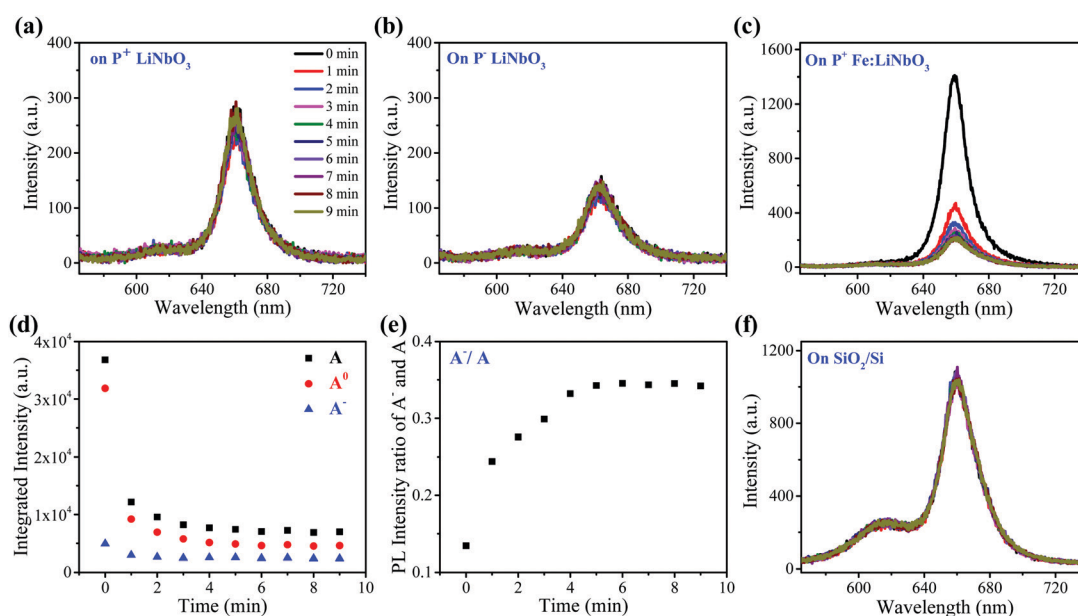 (a)
on P⁺ LiNbO₃
0 min
1 min
2 min
3 min
4 min
5 min
6 min
7 min
8 min
9 min
400
300
200
100
0
Intensity (a.u.)
600 640 680 720
Wavelength (nm)
(b)
On P⁻ LiNbO₃
400
300
200
100
0
Intensity (a.u.)
600 640 680 720
Wavelength (nm)
(c)
On P⁺ Fe:LiNbO₃
1600
1200
800
400
0
Intensity (a.u.)
600 640 680 720
Wavelength (nm)
(d)
A
A⁰
A⁻
4x10⁴
3x10⁴
2x10⁴
1x10⁴
0
Integrated Intensity (a.u.)
0 2 4 6 8 10
Time (min)
(e)
A⁻/ A
0.4
0.3
0.2
0.1
PL Intensity ratio of A⁻ and A
0 2 4 6 8 10
Time (min)
(f)
On SiO₂/Si
1200
900
600
300
0
Intensity (a.u.)
600 640 680 720
Wavelength (nm)